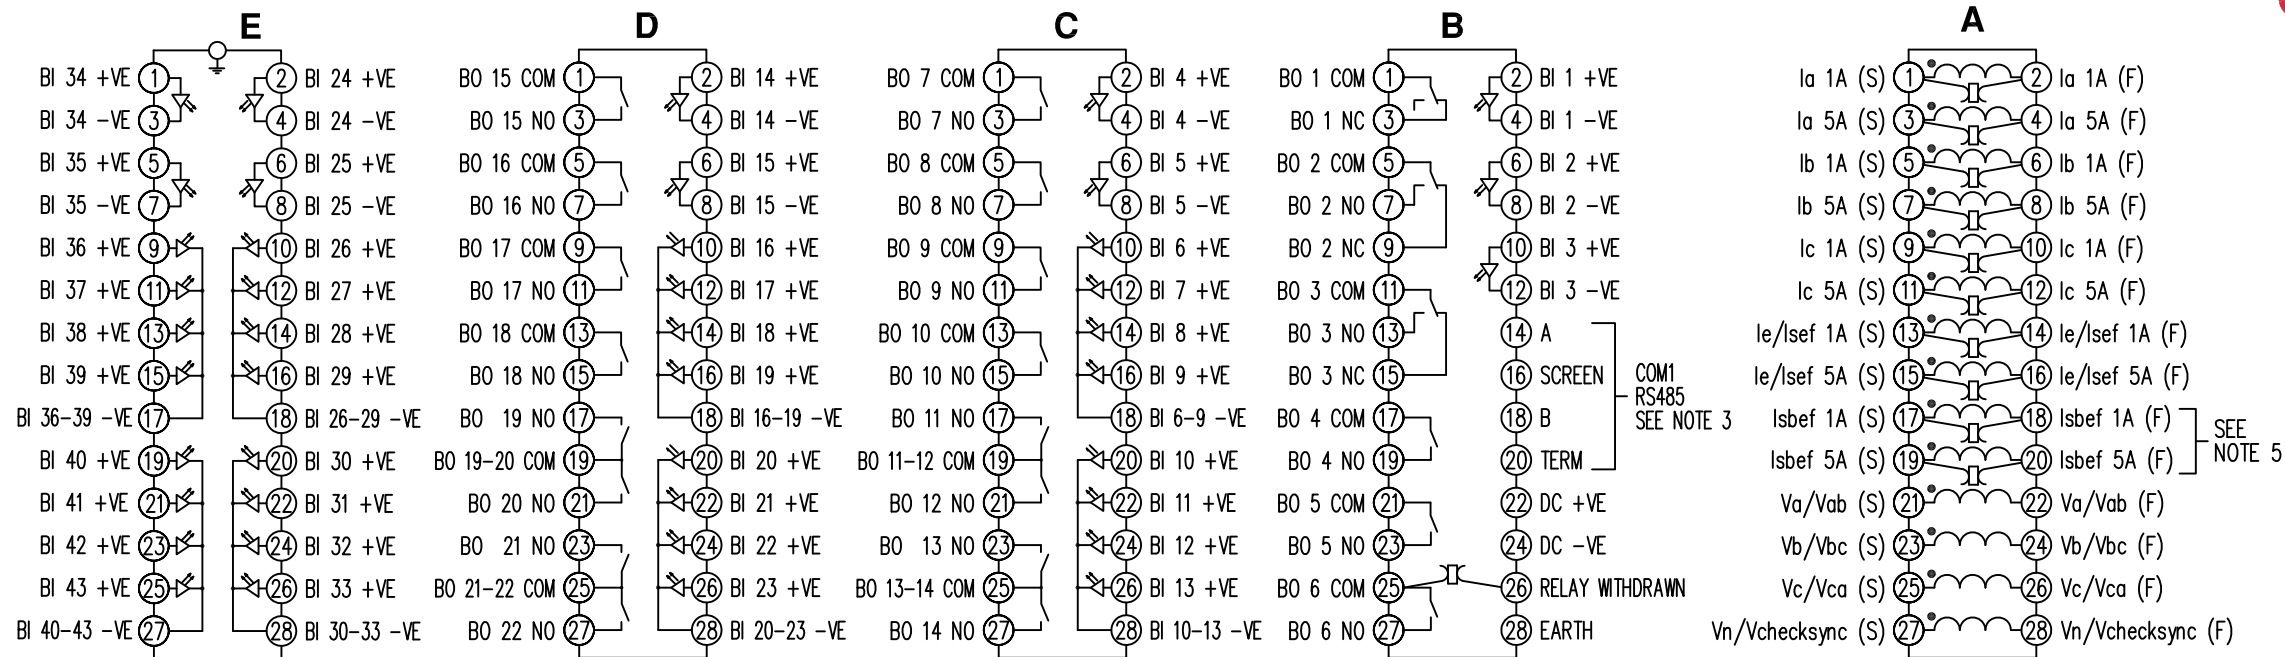 E D C B A
BI 34 +VE 1 2 BI 24 +VE BO 15 COM 1 2 BI 14 +VE BO 7 COM 1 2 BI 4 +VE BO 1 COM 1 2 BI 1 +VE Ia 1A (S) 1 2 Ia 1A (F)
BI 34 -VE 3 4 BI 24 -VE BO 15 NO 3 4 BI 14 -VE BO 7 NO 3 4 BI 4 -VE BO 1 NC 3 4 BI 1 -VE Ia 5A (S) 3 4 Ia 5A (F)
BI 35 +VE 5 6 BI 25 +VE BO 16 COM 5 6 BI 15 +VE BO 8 COM 5 6 BI 5 +VE BO 2 COM 5 6 BI 2 +VE Ib 1A (S) 5 6 Ib 1A (F)
BI 35 -VE 7 8 BI 25 -VE BO 16 NO 7 8 BI 15 -VE BO 8 NO 7 8 BI 5 -VE BO 2 NO 7 8 BI 2 -VE Ib 5A (S) 7 8 Ib 5A (F)
BI 36 +VE 9 10 BI 26 +VE BO 17 COM 9 10 BI 16 +VE BO 9 COM 9 10 BI 6 +VE BO 2 NC 9 10 BI 3 +VE Ic 1A (S) 9 10 Ic 1A (F)
BI 37 +VE 11 12 BI 27 +VE BO 17 NO 11 12 BI 17 +VE BO 9 NO 11 12 BI 7 +VE BO 3 COM 11 12 BI 3 -VE Ic 5A (S) 11 12 Ic 5A (F)
BI 38 +VE 13 14 BI 28 +VE BO 18 COM 13 14 BI 18 +VE BO 10 COM 13 14 BI 8 +VE BO 3 NO 13 14 A Ie/Isef 1A (S) 13 14 Ie/Isef 1A (F)
BI 39 +VE 15 16 BI 29 +VE BO 18 NO 15 16 BI 19 +VE BO 10 NO 15 16 BI 9 +VE BO 3 NC 15 16 SCREEN COM1 Ie/Isef 5A (S) 15 16 Ie/Isef 5A (F)
RS485
BI 36-39 -VE 17 18 BI 26-29 -VE BO 19 NO 17 18 BI 16-19 -VE BO 11 NO 17 18 BI 6-9 -VE BO 4 COM 17 18 B SEE NOTE 3 Isbef 1A (S) 17 18 Isbef 1A (F) SEE
BI 40 +VE 19 20 BI 30 +VE BO 19-20 COM 19 20 BI 20 +VE BO 11-12 COM 19 20 BI 10 +VE BO 4 NO 19 20 TERM Isbef 5A (S) 19 20 Isbef 5A (F) NOTE 5
BI 41 +VE 21 22 BI 31 +VE BO 20 NO 21 22 BI 21 +VE BO 12 NO 21 22 BI 11 +VE BO 5 COM 21 22 DC +VE Va/Vab (S) 21 22 Va/Vab (F)
BI 42 +VE 23 24 BI 32 +VE BO 21 NO 23 24 BI 22 +VE BO 13 NO 23 24 BI 12 +VE BO 5 NO 23 24 DC -VE Vb/Vbc (S) 23 24 Vb/Vbc (F)
BI 43 +VE 25 26 BI 33 +VE BO 21-22 COM 25 26 BI 23 +VE BO 13-14 COM 25 26 BI 13 +VE BO 6 COM 25 26 RELAY WITHDRAWN Vc/Vca (S) 25 26 Vc/Vca (F)
BI 40-43 -VE 27 28 BI 30-33 -VE BO 22 NO 27 28 BI 20-23 -VE BO 14 NO 27 28 BI 10-13 -VE BO 6 NO 27 28 EARTH Vn/Vchecksync (S) 27 28 Vn/Vchecksync (F)